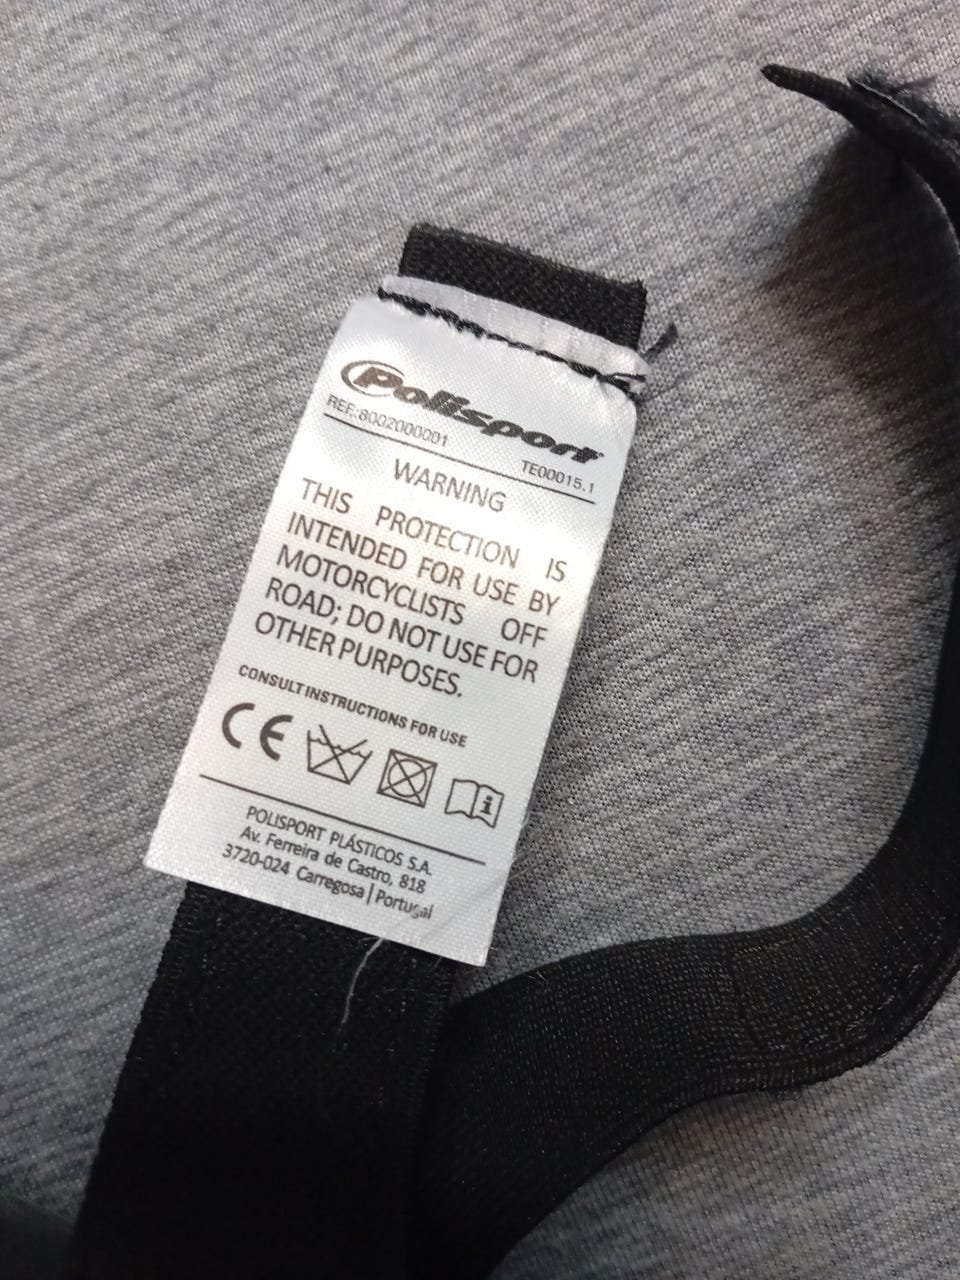 Polisport
REF.:8002000001 TE00015.1
WARNING
THIS PROTECTION IS
INTENDED FOR USE BY
MOTORCYCLISTS OFF
ROAD; DO NOT USE FOR
OTHER PURPOSES.
CONSULT INSTRUCTIONS FOR USE
CE
POLISPORT PLÁSTICOS S.A.
Av. Ferreira de Castro, 818
3720-024 Carregosa | Portugal